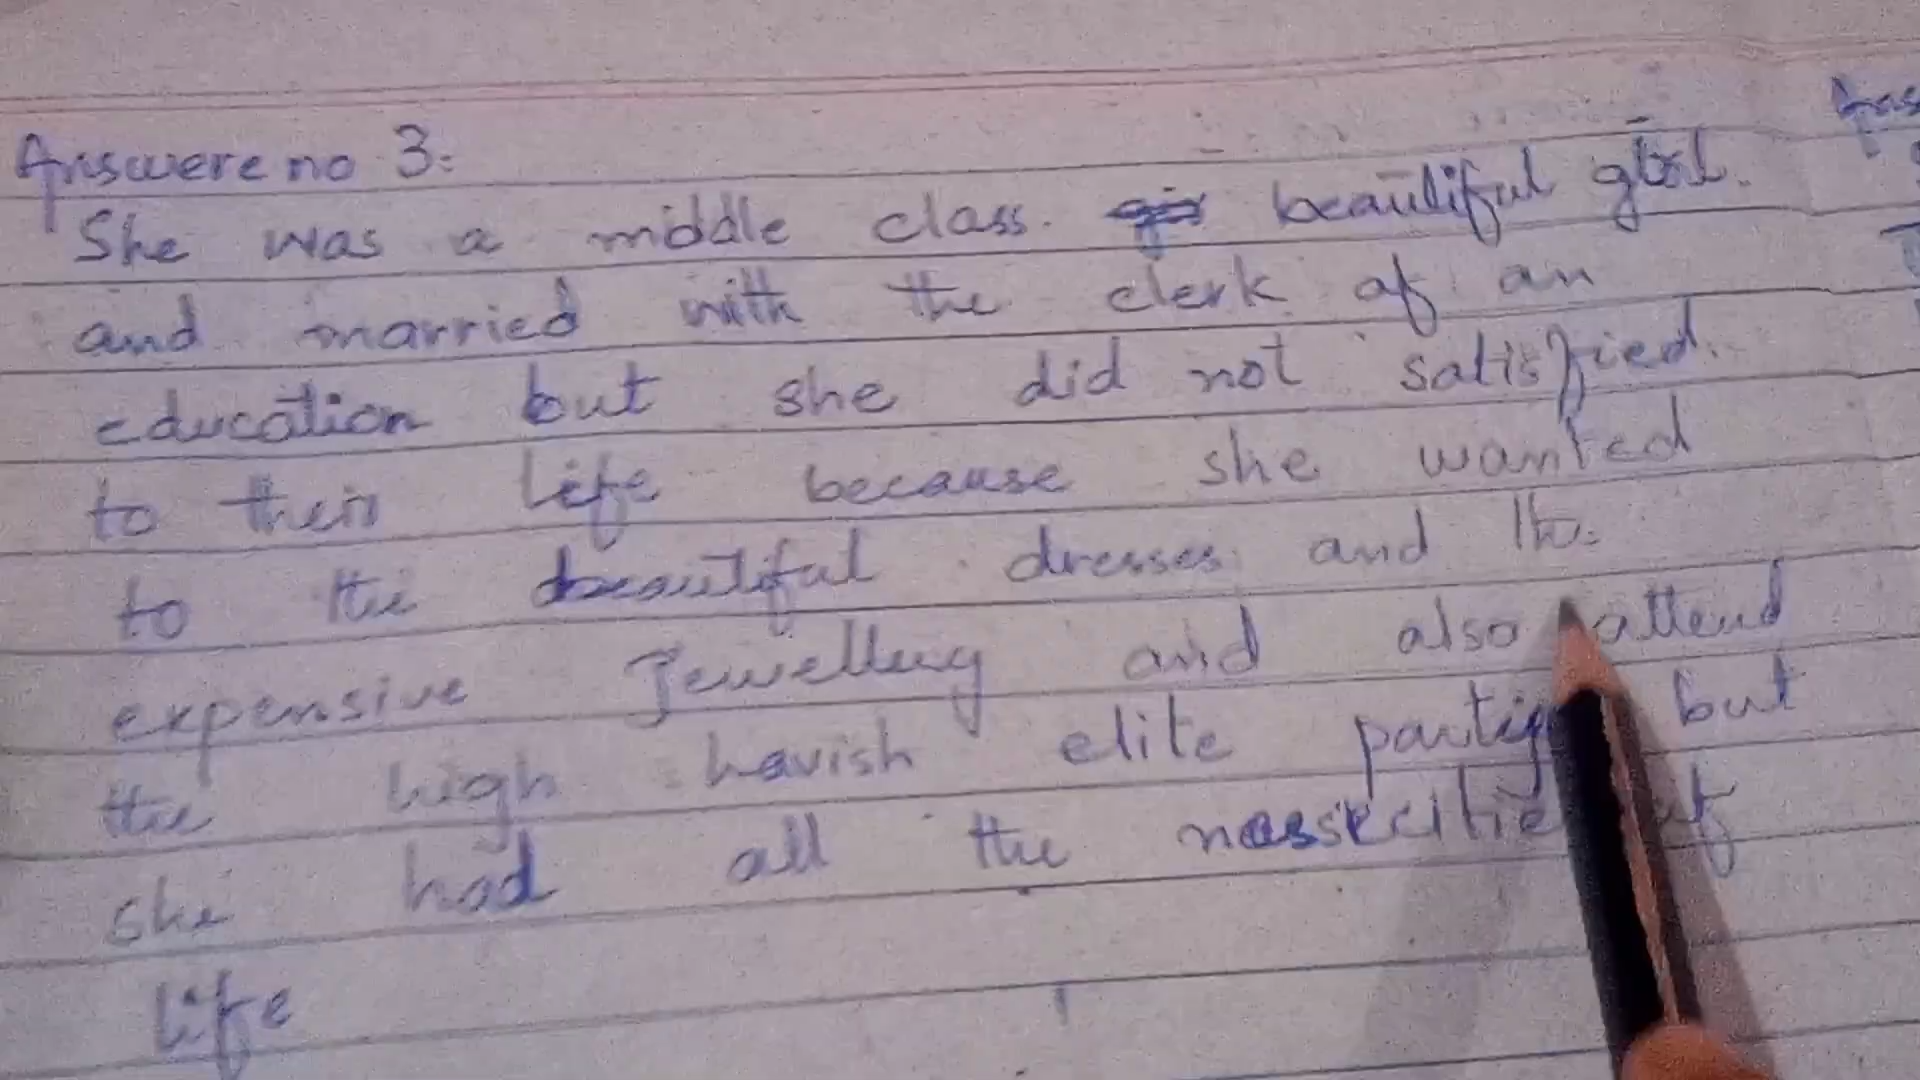 Answere no 3:
She was a middle class beautiful girl.
and married with the clerk of an
education but she did not satisfied.
to their life because she wanted
to the beautiful dresses and the
expensive Jewellery and also attend
the high lavish elite parties but
she had all the nessecities of
life